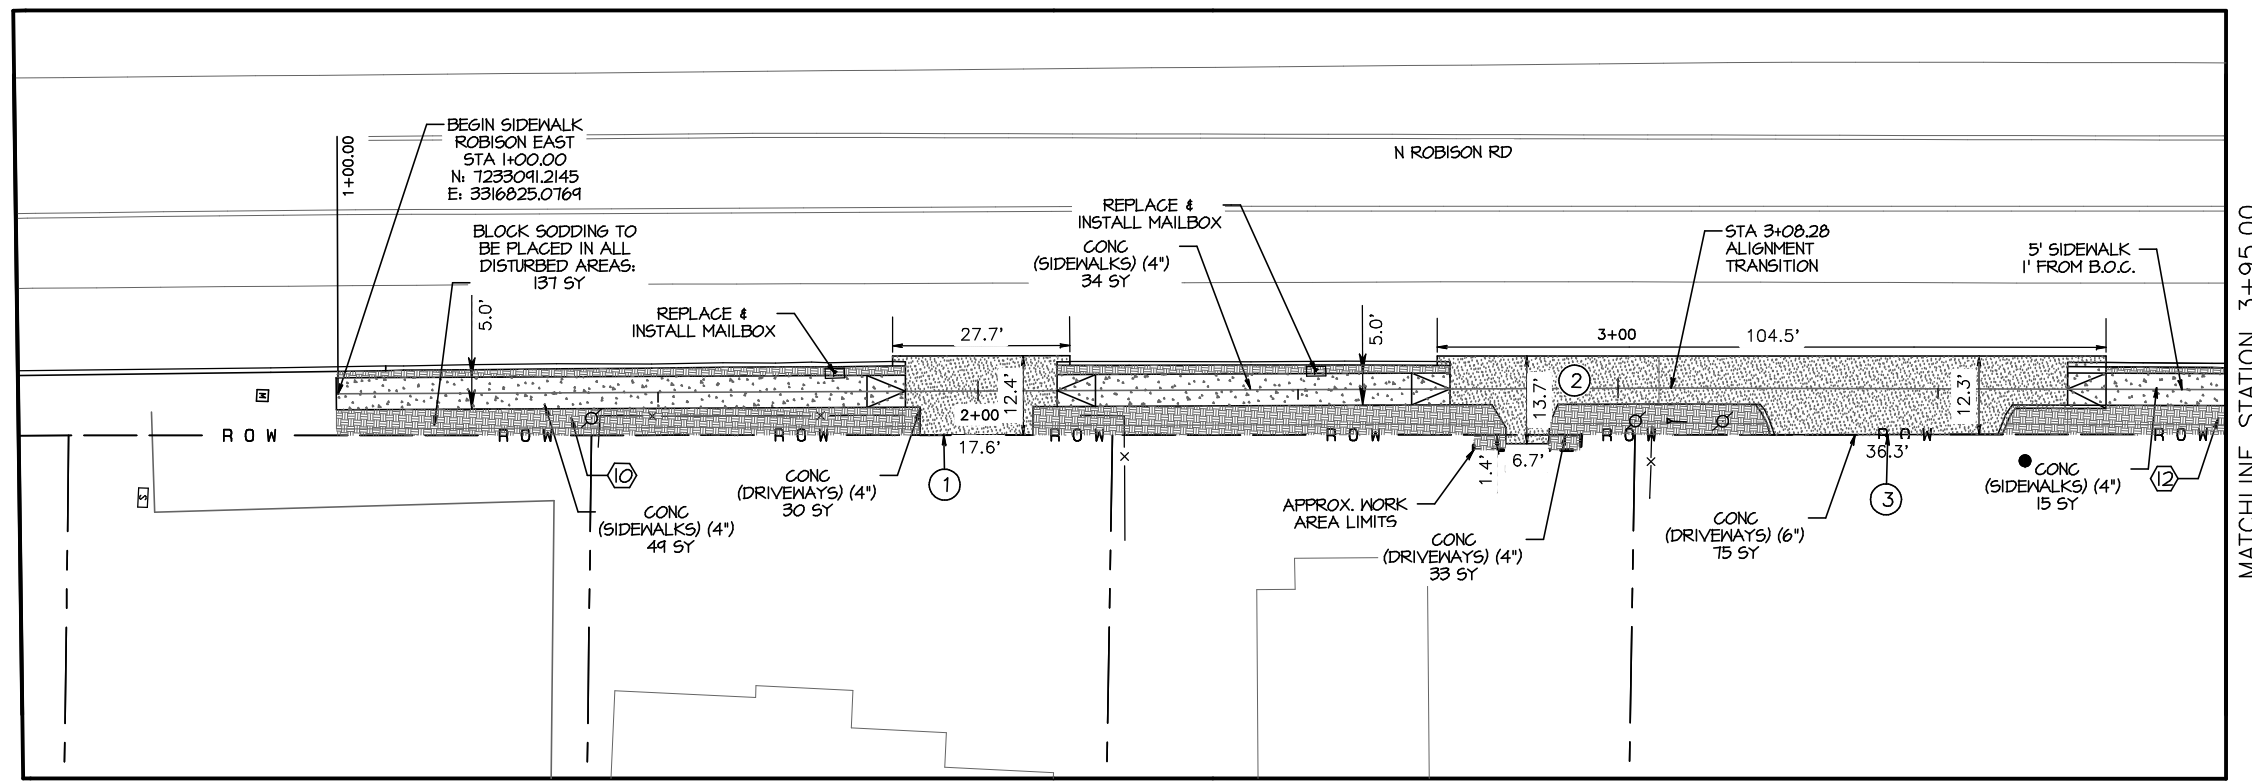 BEGIN SIDEWALK
ROBISON EAST
STA 1+00.00
N: 7233091.2145
E: 3316825.0769
1+00.00
N ROBISON RD
BLOCK SODDING TO
BE PLACED IN ALL
DISTURBED AREAS:
137 SY
5.0'
REPLACE &
INSTALL MAILBOX
REPLACE &
INSTALL MAILBOX
CONC
(SIDEWALKS) (4")
34 SY
STA 3+08.28
ALIGNMENT
TRANSITION
5' SIDEWALK
1' FROM B.O.C.
MATCHLINE STATION 3+95.00
27.7'
5.0'
3+00
104.5'
M
12.4'
2+00
13.7'
2
12.3'
ROW
ROW
ROW
ROW
ROW
ROW
ROW
ROW
17.6'
1.4'
6.7'
36.3'
S
10
CONC
(SIDEWALKS) (4")
49 SY
CONC
(DRIVEWAYS) (4")
30 SY
1
APPROX. WORK
AREA LIMITS
CONC
(DRIVEWAYS) (4")
33 SY
CONC
(DRIVEWAYS) (6")
75 SY
3
CONC
(SIDEWALKS) (4")
15 SY
12